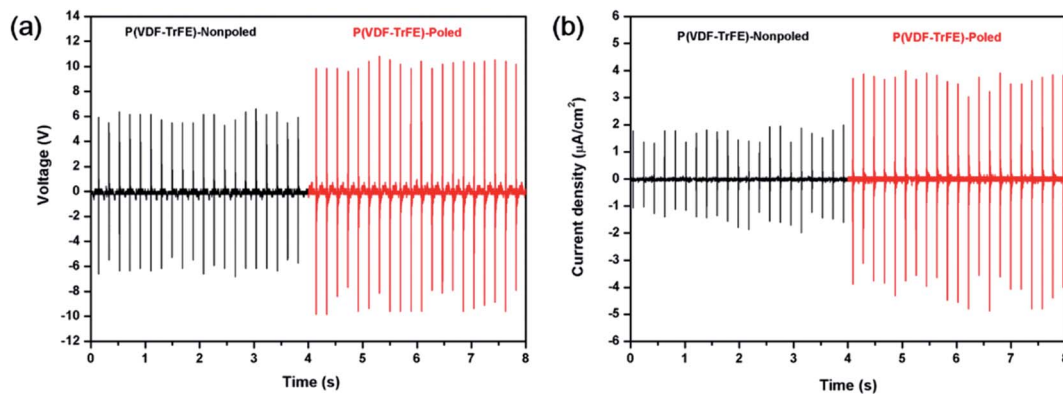 (a)
P(VDF-TrFE)-Nonpoled
P(VDF-TrFE)-Poled
Voltage (V)
14
12
10
8
6
4
2
0
-2
-4
-6
-8
-10
-12
0 1 2 3 4 5 6 7 8
Time (s)
(b)
P(VDF-TrFE)-Nonpoled
P(VDF-TrFE)-Poled
Current density (μA/cm²)
6
5
4
3
2
1
0
-1
-2
-3
-4
-5
-6
0 1 2 3 4 5 6 7 8
Time (s)